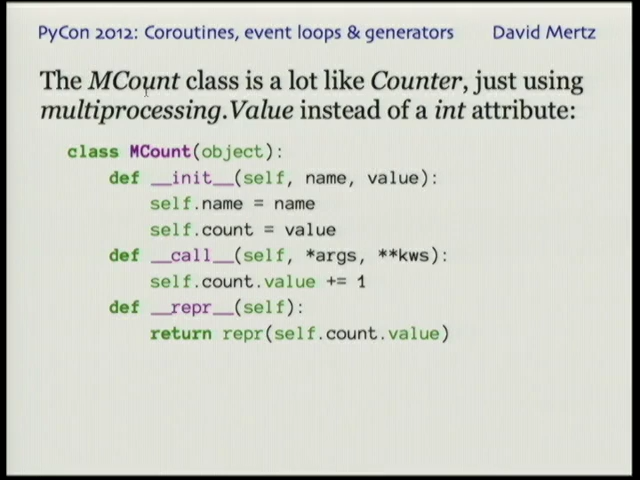 PyCon 2012: Coroutines, event loops & generators David Mertz
The MCount class is a lot like Counter, just using
multiprocessing.Value instead of a int attribute:
class MCount(object):
    def __init__(self, name, value):
        self.name = name
        self.count = value
    def __call__(self, *args, **kws):
        self.count.value += 1
    def __repr__(self):
        return repr(self.count.value)